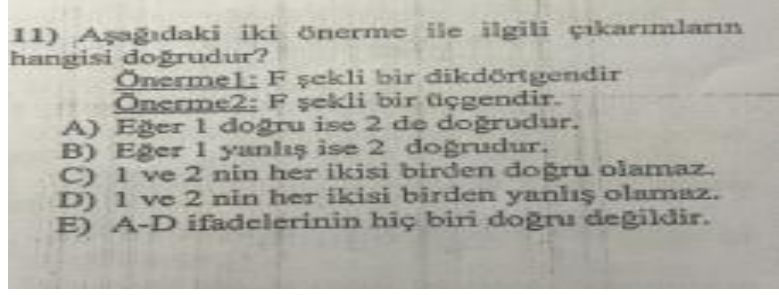 11) Aşağıdaki iki önerme ile ilgili çıkarımların
hangisi doğrudur?
Önerme1: F şekli bir dikdörtgendir
Önerme2: F şekli bir üçgendir.
A) Eğer 1 doğru ise 2 de doğrudur.
B) Eğer 1 yanlış ise 2 doğrudur.
C) 1 ve 2 nin her ikisi birden doğru olamaz.
D) 1 ve 2 nin her ikisi birden yanlış olamaz.
E) A-D ifadelerinin hiç biri doğru değildir.